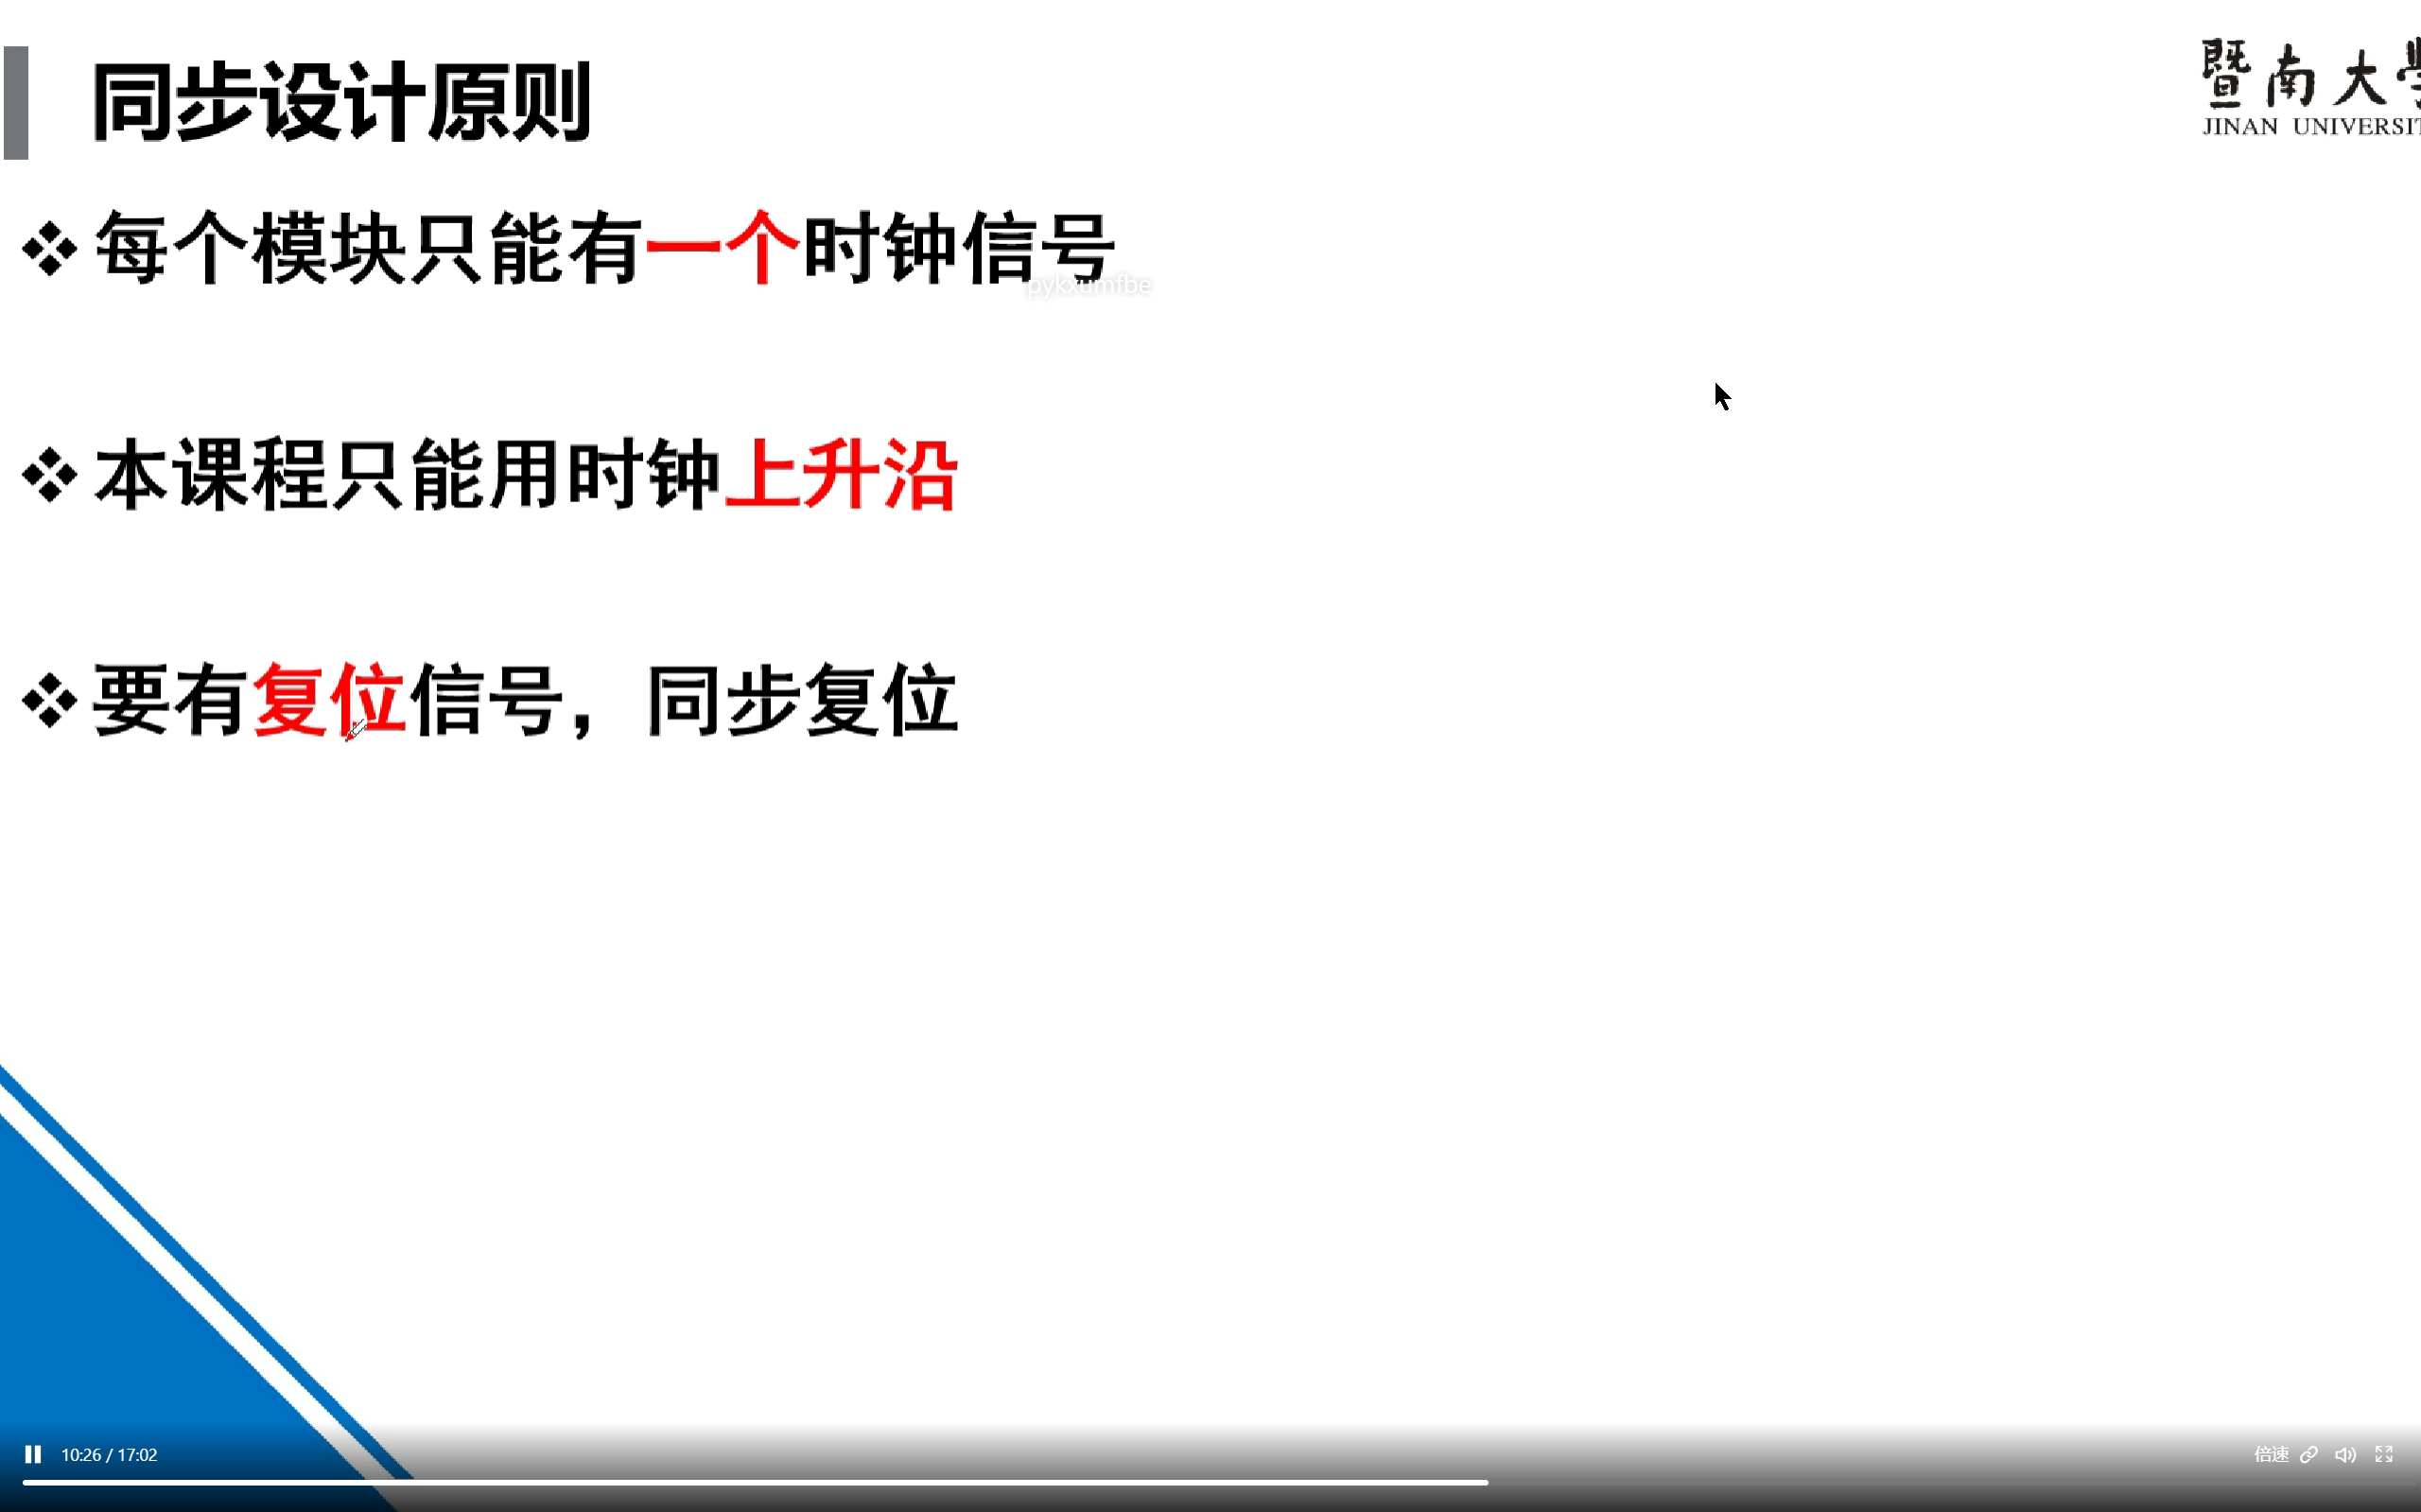 同步设计原则
暨南大學
JINAN UNIVERSIT
❖每个模块只能有一个时钟信号
pykxumfbe
❖本课程只能用时钟上升沿
❖要有复位信号，同步复位
10:26 / 17:02
倍速